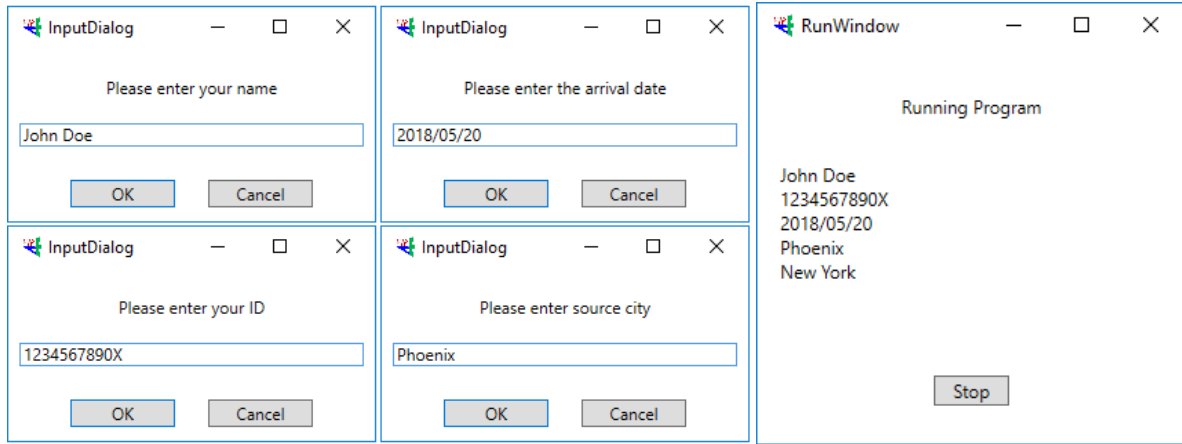 InputDialog
Please enter your name
John Doe
OK Cancel
InputDialog
Please enter the arrival date
2018/05/20
OK Cancel
InputDialog
Please enter your ID
1234567890X
OK Cancel
InputDialog
Please enter source city
Phoenix
OK Cancel
RunWindow
Running Program
John Doe
1234567890X
2018/05/20
Phoenix
New York
Stop